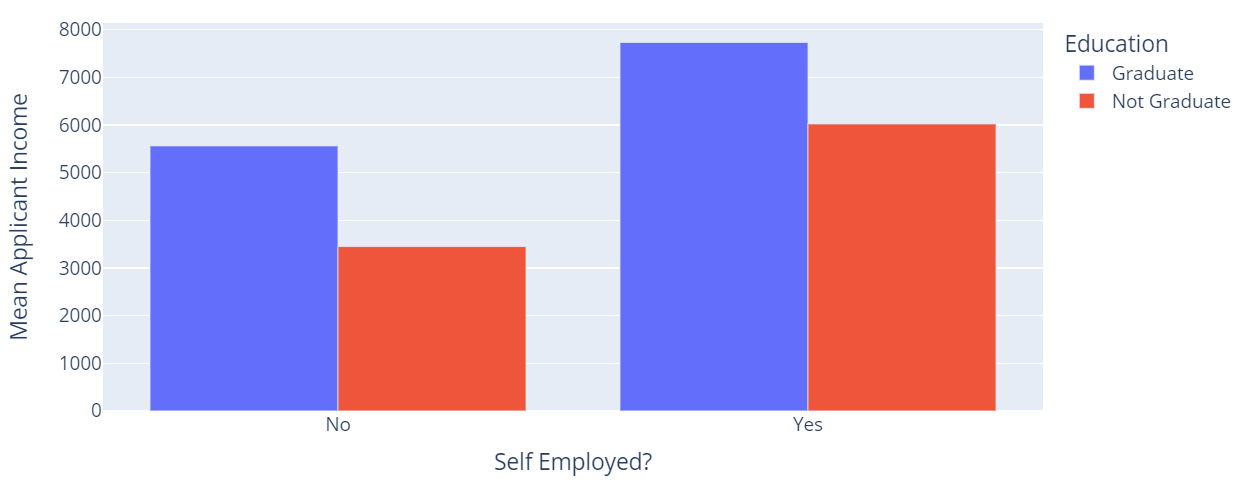 8000
7000
6000
5000
4000
3000
2000
1000
0
Mean Applicant Income
No
Yes
Self Employed?
Education
Graduate
Not Graduate